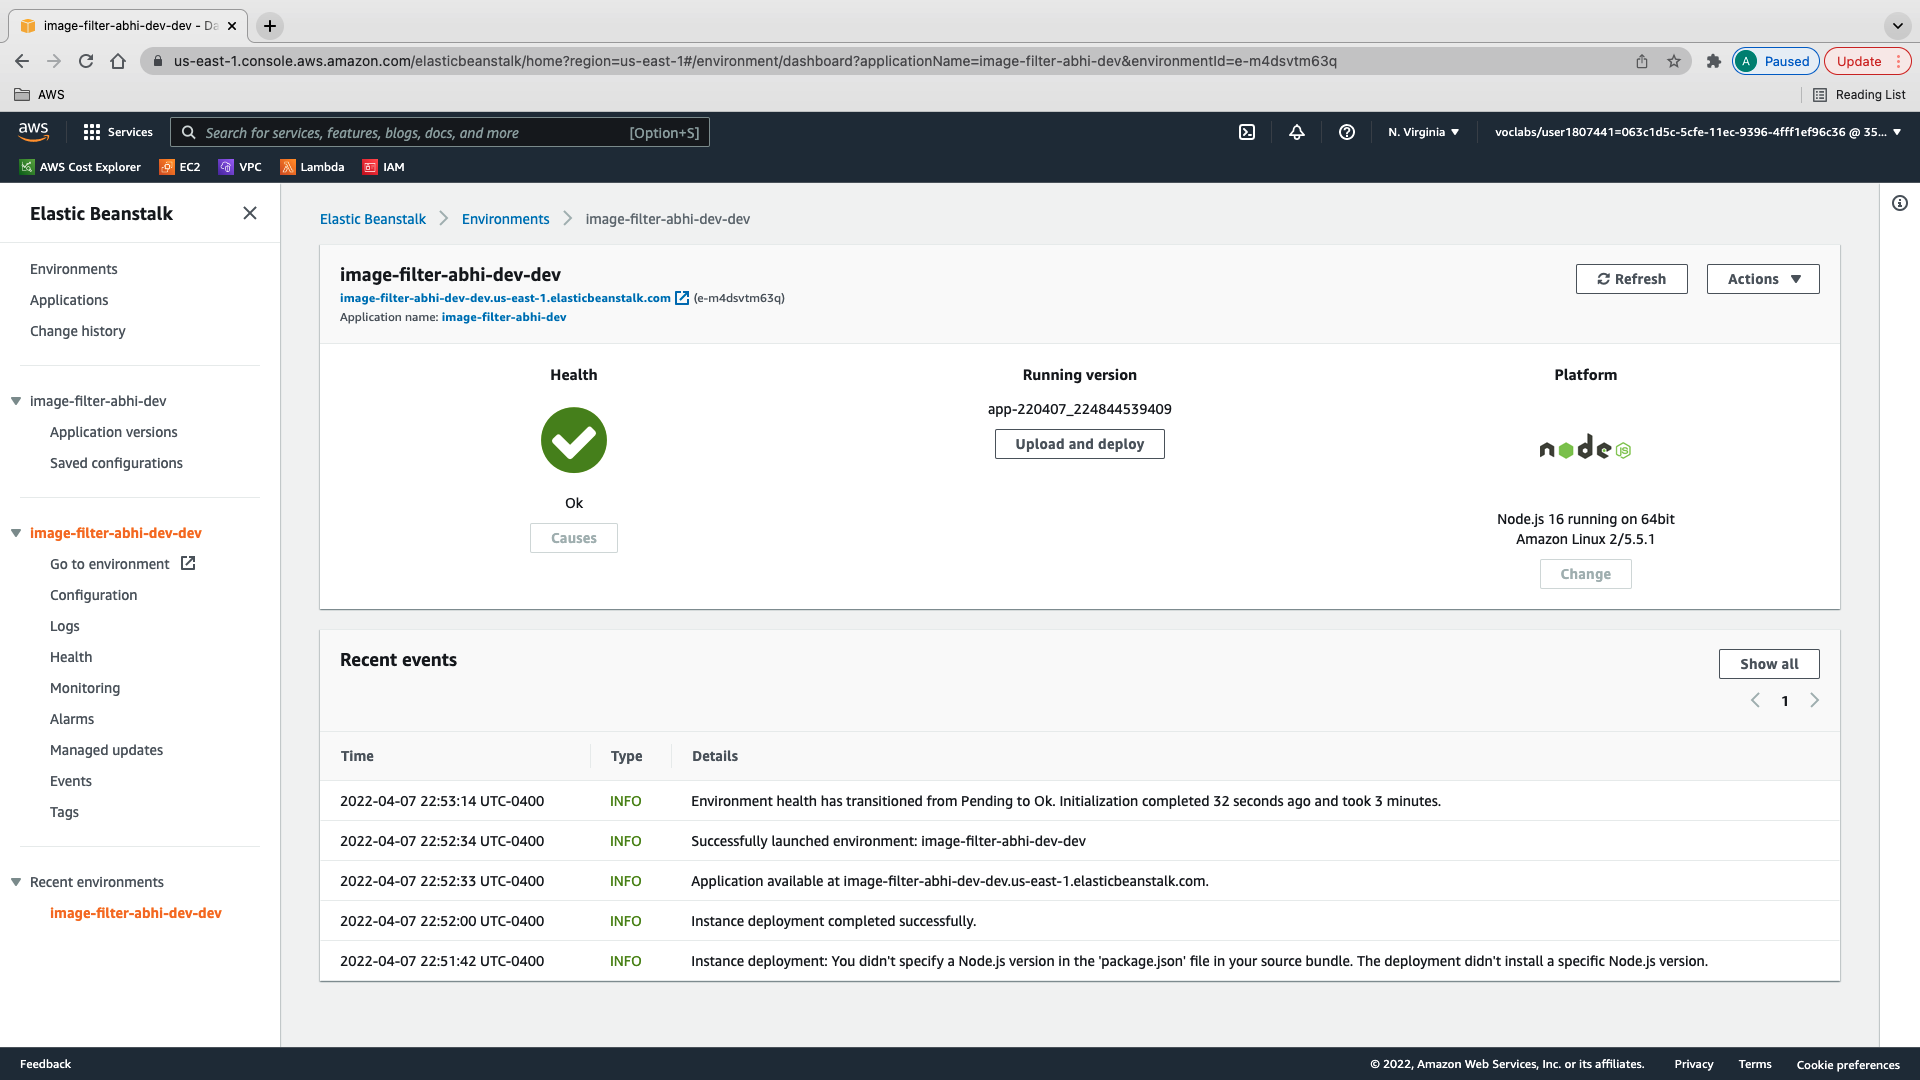 image-filter-abhi-dev-dev - Da
us-east-1.console.aws.amazon.com/elasticbeanstalk/home?region=us-east-1#/environment/dashboard?applicationName=image-filter-abhi-dev&environmentId=e-m4dsvtm63q
A Paused
Update
AWS
Reading List
aws
Services
Search for services, features, blogs, docs, and more
[Option+S]
N. Virginia
voclabs/user1807441=063c1d5c-5cfe-11ec-9396-4fff1ef96c36 @ 35...
AWS Cost Explorer
EC2
VPC
Lambda
IAM
Elastic Beanstalk
Environments
Applications
Change history
image-filter-abhi-dev
Application versions
Saved configurations
image-filter-abhi-dev-dev
Go to environment
Configuration
Logs
Health
Monitoring
Alarms
Managed updates
Events
Tags
Recent environments
image-filter-abhi-dev-dev
Elastic Beanstalk
Environments
image-filter-abhi-dev-dev
image-filter-abhi-dev-dev
image-filter-abhi-dev-dev.us-east-1.elasticbeanstalk.com (e-m4dsvtm63q)
Application name: image-filter-abhi-dev
Refresh
Actions
Health
Ok
Causes
Running version
app-220407_224844539409
Upload and deploy
Platform
node JS
Node.js 16 running on 64bit
Amazon Linux 2/5.5.1
Change
Recent events
Show all
1
Time Type Details
2022-04-07 22:53:14 UTC-0400 INFO Environment health has transitioned from Pending to Ok. Initialization completed 32 seconds ago and took 3 minutes.
2022-04-07 22:52:34 UTC-0400 INFO Successfully launched environment: image-filter-abhi-dev-dev
2022-04-07 22:52:33 UTC-0400 INFO Application available at image-filter-abhi-dev-dev.us-east-1.elasticbeanstalk.com.
2022-04-07 22:52:00 UTC-0400 INFO Instance deployment completed successfully.
2022-04-07 22:51:42 UTC-0400 INFO Instance deployment: You didn't specify a Node.js version in the 'package.json' file in your source bundle. The deployment didn't install a specific Node.js version.
Feedback
© 2022, Amazon Web Services, Inc. or its affiliates.
Privacy
Terms
Cookie preferences